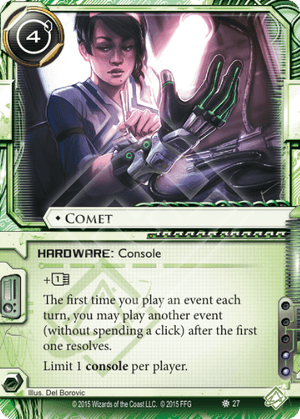 4
Comet
HARDWARE: Console
+1
The first time you play an event each
turn, you may play another event
(without spending a click) after the first
one resolves.
Limit 1 console per player.
Illus. Del Borovic
© 2015 Wizards of the Coast LLC. © 2015 FFG
27